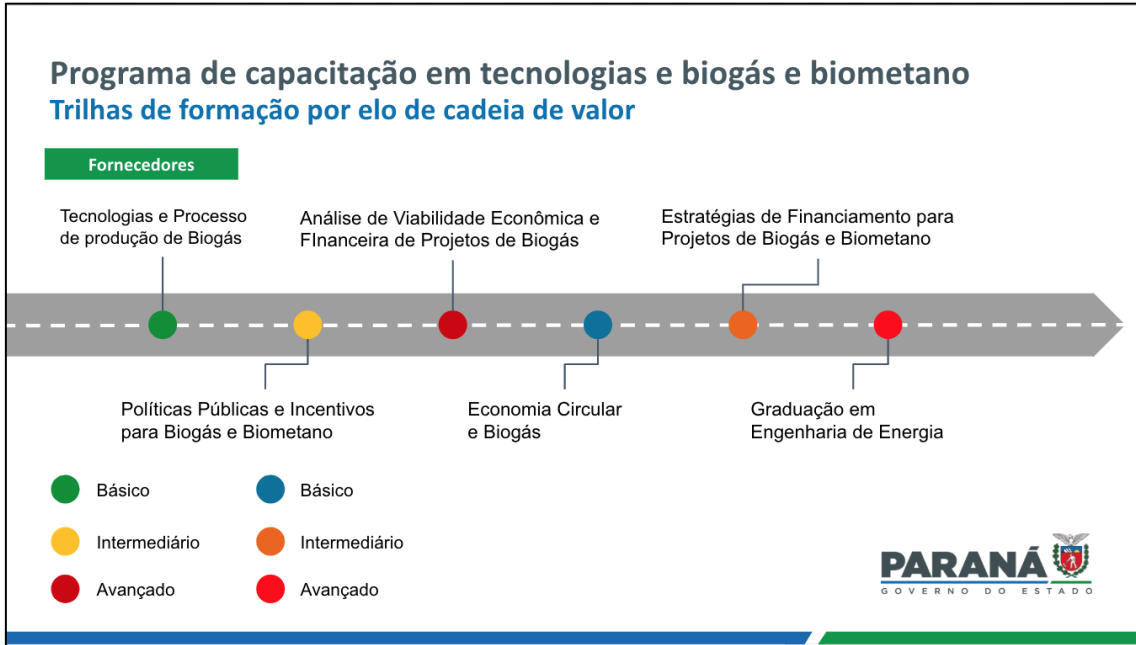 Programa de capacitação em tecnologias e biogás e biometano
Trilhas de formação por elo de cadeia de valor
Fornecedores
Tecnologias e Processo
de produção de Biogás
Análise de Viabilidade Econômica e
FInanceira de Projetos de Biogás
Estratégias de Financiamento para
Projetos de Biogás e Biometano
Políticas Públicas e Incentivos
para Biogás e Biometano
Economia Circular
e Biogás
Graduação em
Engenharia de Energia
Básico
Básico
Intermediário
Intermediário
Avançado
Avançado
PARANÁ
GOVERNO DO ESTADO